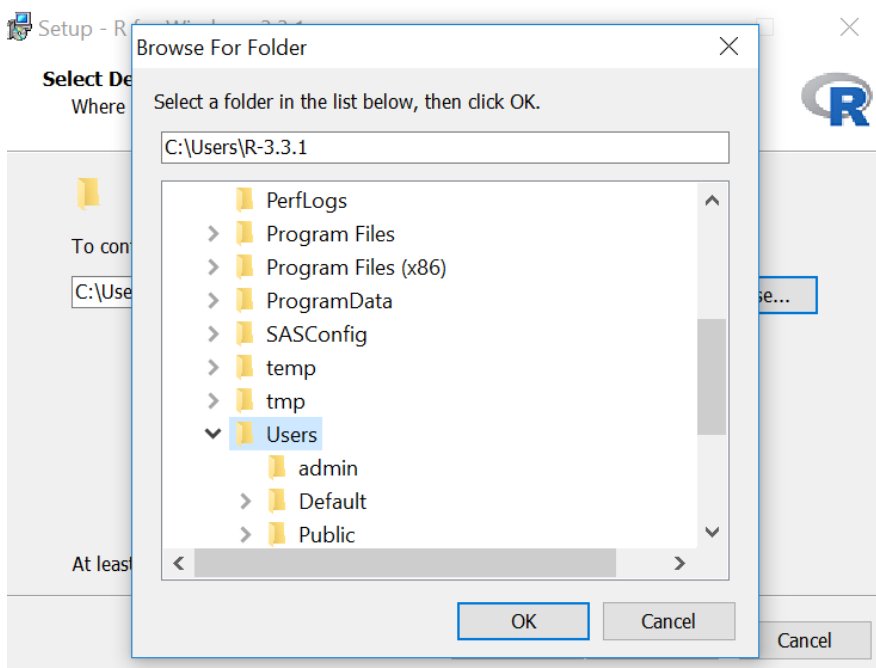 Setup - R
Browse For Folder
Select De
Where
Select a folder in the list below, then click OK.
R
C:\Users\R-3.3.1
PerfLogs
Program Files
To con
Program Files (x86)
C:\Use
ProgramData
se...
SASConfig
temp
tmp
Users
admin
Default
Public
At least
OK
Cancel
Cancel